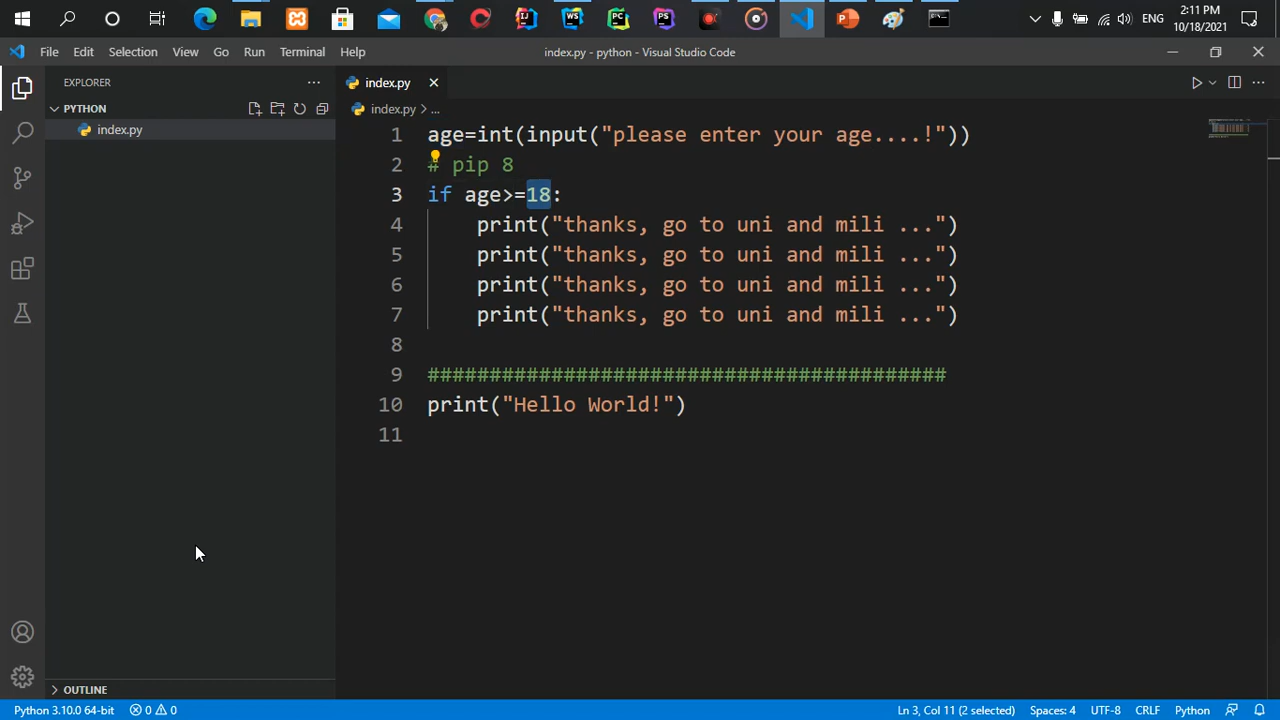 2:11 PM
ENG
10/18/2021
File Edit Selection View Go Run Terminal Help
index.py - python - Visual Studio Code
EXPLORER
PYTHON
index.py
OUTLINE
index.py
index.py > ...
1 age=int(input("please enter your age....!"))
2 # pip 8
3 if age>=18:
4 print("thanks, go to uni and mili ...")
5 print("thanks, go to uni and mili ...")
6 print("thanks, go to uni and mili ...")
7 print("thanks, go to uni and mili ...")
8
9 ##########################################
10 print("Hello World!")
11
Python 3.10.0 64-bit 0 0 Ln 3, Col 11 (2 selected) Spaces: 4 UTF-8 CRLF Python